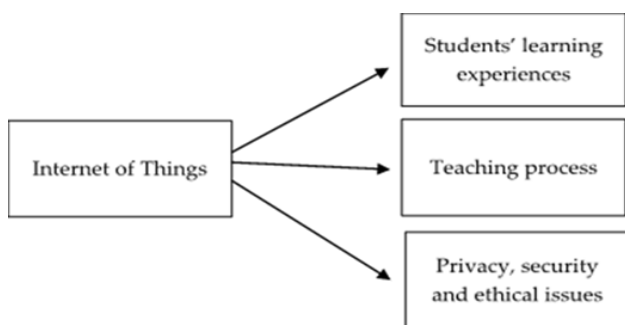 Students’ learning
experiences
Internet of Things
Teaching process
Privacy, security
and ethical issues